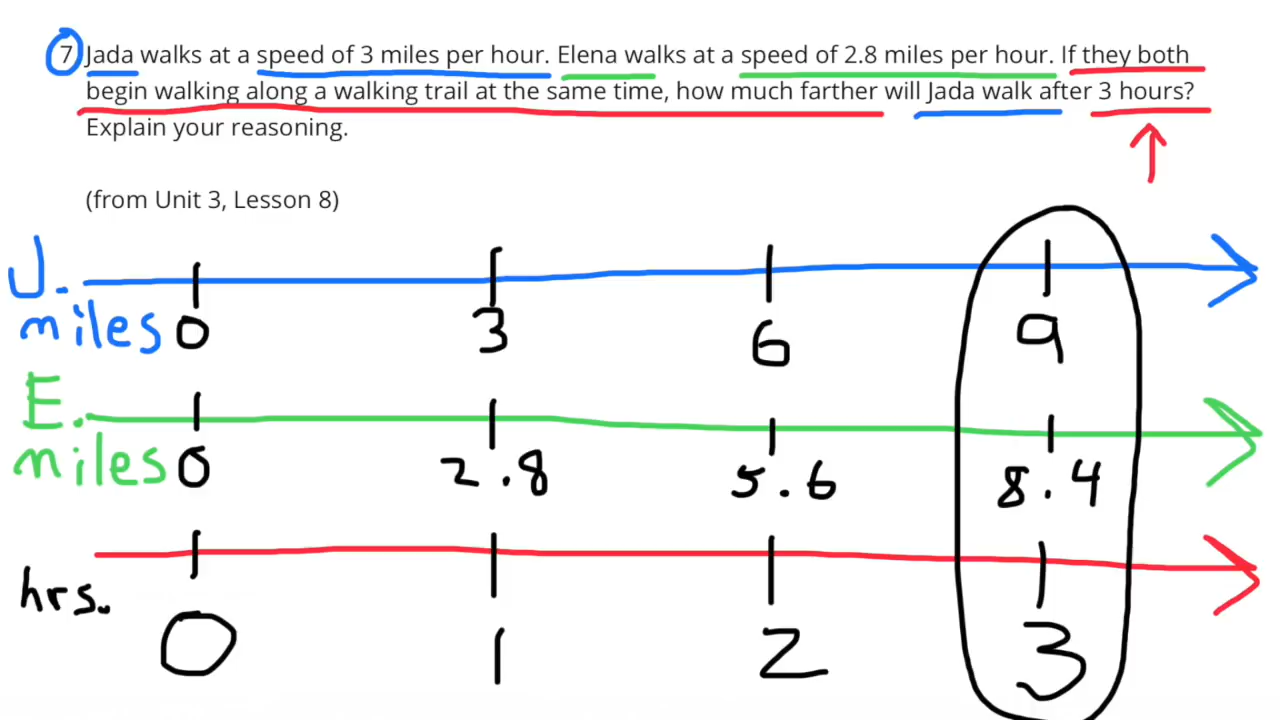 7 Jada walks at a speed of 3 miles per hour. Elena walks at a speed of 2.8 miles per hour. If they both
begin walking along a walking trail at the same time, how much farther will Jada walk after 3 hours?
Explain your reasoning.
(from Unit 3, Lesson 8)
J.
miles 0 3 6 9
E.
miles 0 2.8 5.6 8.4
hrs.
0 1 2 3